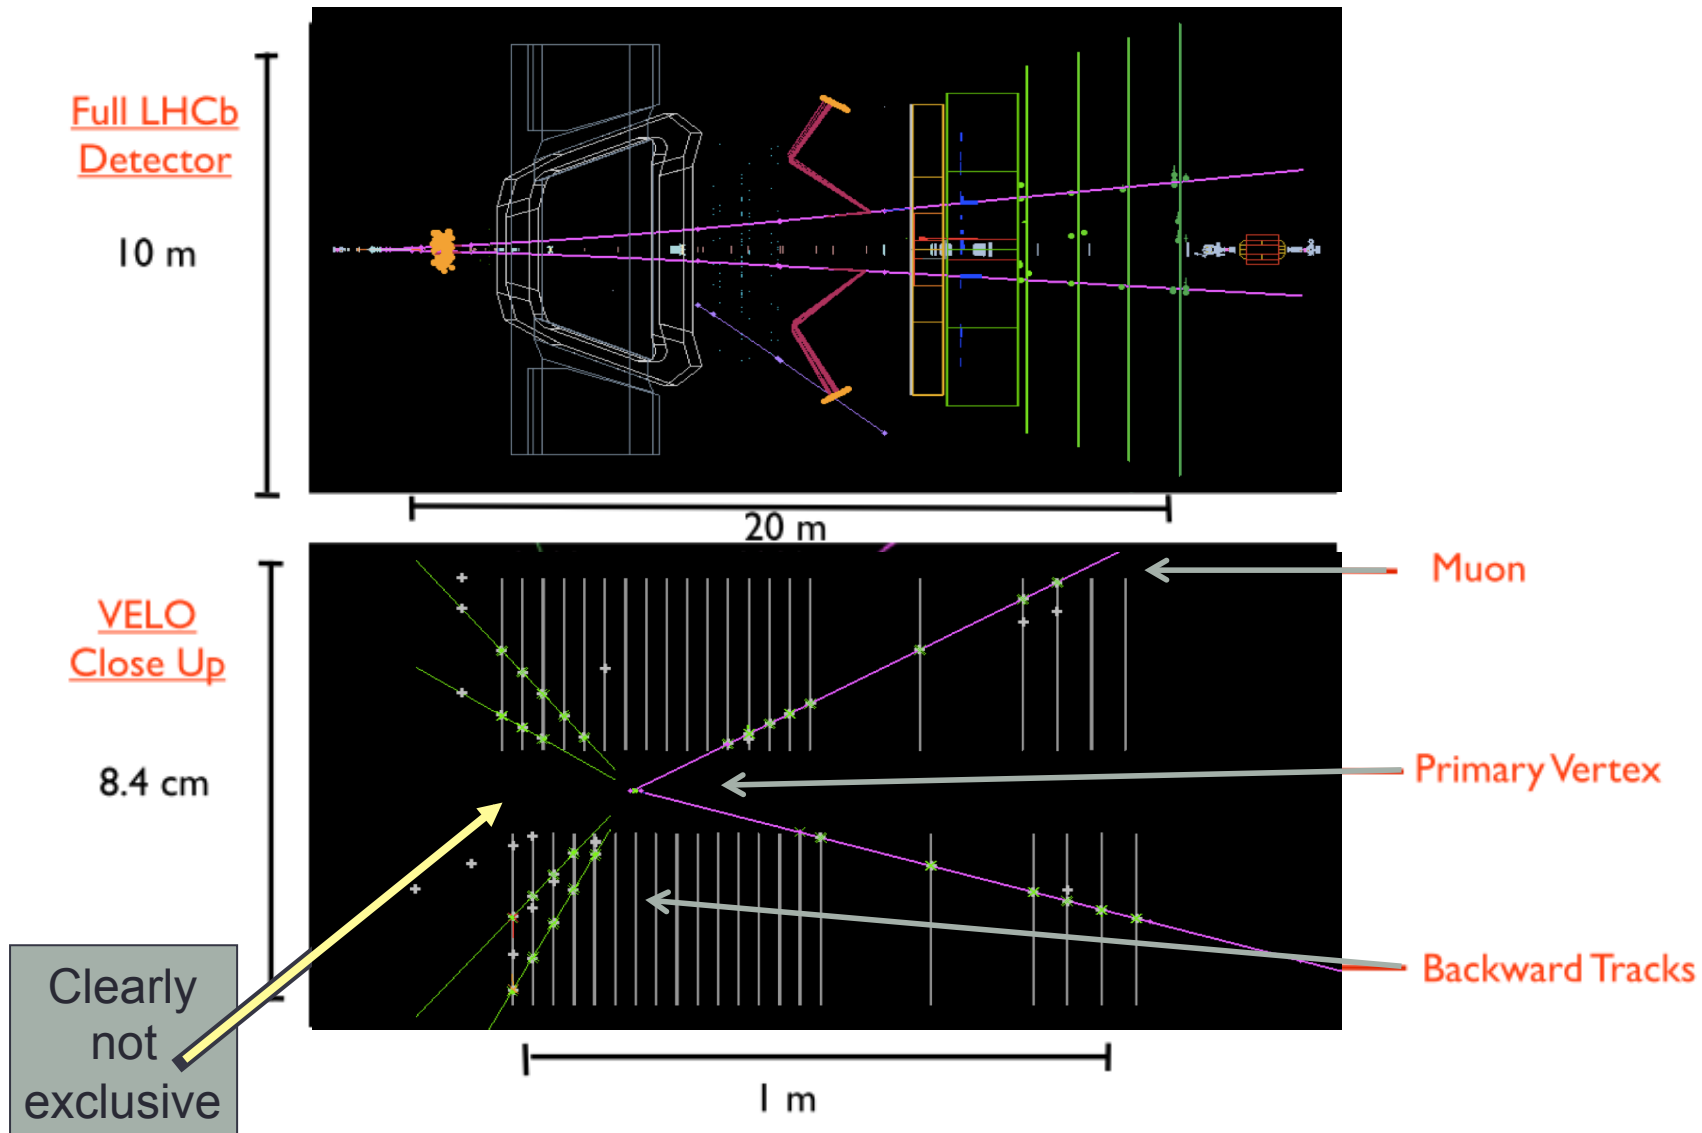 Full LHCb
Detector
10 m
20 m
VELO
Close Up
8.4 cm
Muon
Primary Vertex
Backward Tracks
Clearly
not
exclusive
1 m